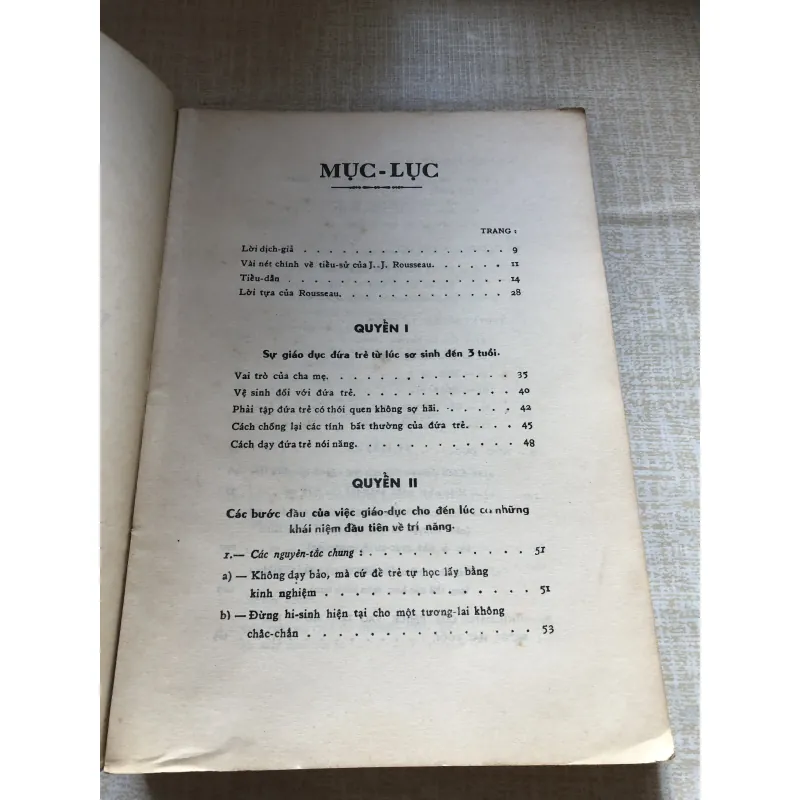 MỤC-LỤC
TRANG :
Lời dịch-giả . . . . . . . . . . . . . . . 9
Vài nét chính về tiểu-sử của J.-J. Rousseau. . . . . . 11
Tiểu-dẫn . . . . . . . . . . . . . . . . 14
Lời tựa của Rousseau. . . . . . . . . . . . . 28
QUYỂN I
Sự giáo dục đứa trẻ từ lúc sơ sinh đến 3 tuổi.
Vai trò của cha mẹ. . . . . . . . . . . . . 35
Vệ sinh đối với đứa trẻ. . . . . . . . . . . . 40
Phải tập đứa trẻ có thói quen không sợ hãi. . . . . . 42
Cách chống lại các tính bất thường của đứa trẻ. . . . . 45
Cách dạy đứa trẻ nói năng. . . . . . . . . . . 48
QUYỂN II
Các bước đầu của việc giáo-dục cho đến lúc có những
khái niệm đầu tiên về trí năng.
1.— Các nguyên-tắc chung : . . . . . . . . . . . 51
a) — Không dạy bảo, mà cứ để trẻ tự học lấy bằng
kinh nghiệm . . . . . . . . . . . . . . 51
b) — Đừng hi-sinh hiện tại cho một tương-lai không
chắc-chắn . . . . . . . . . . . . . . . 53